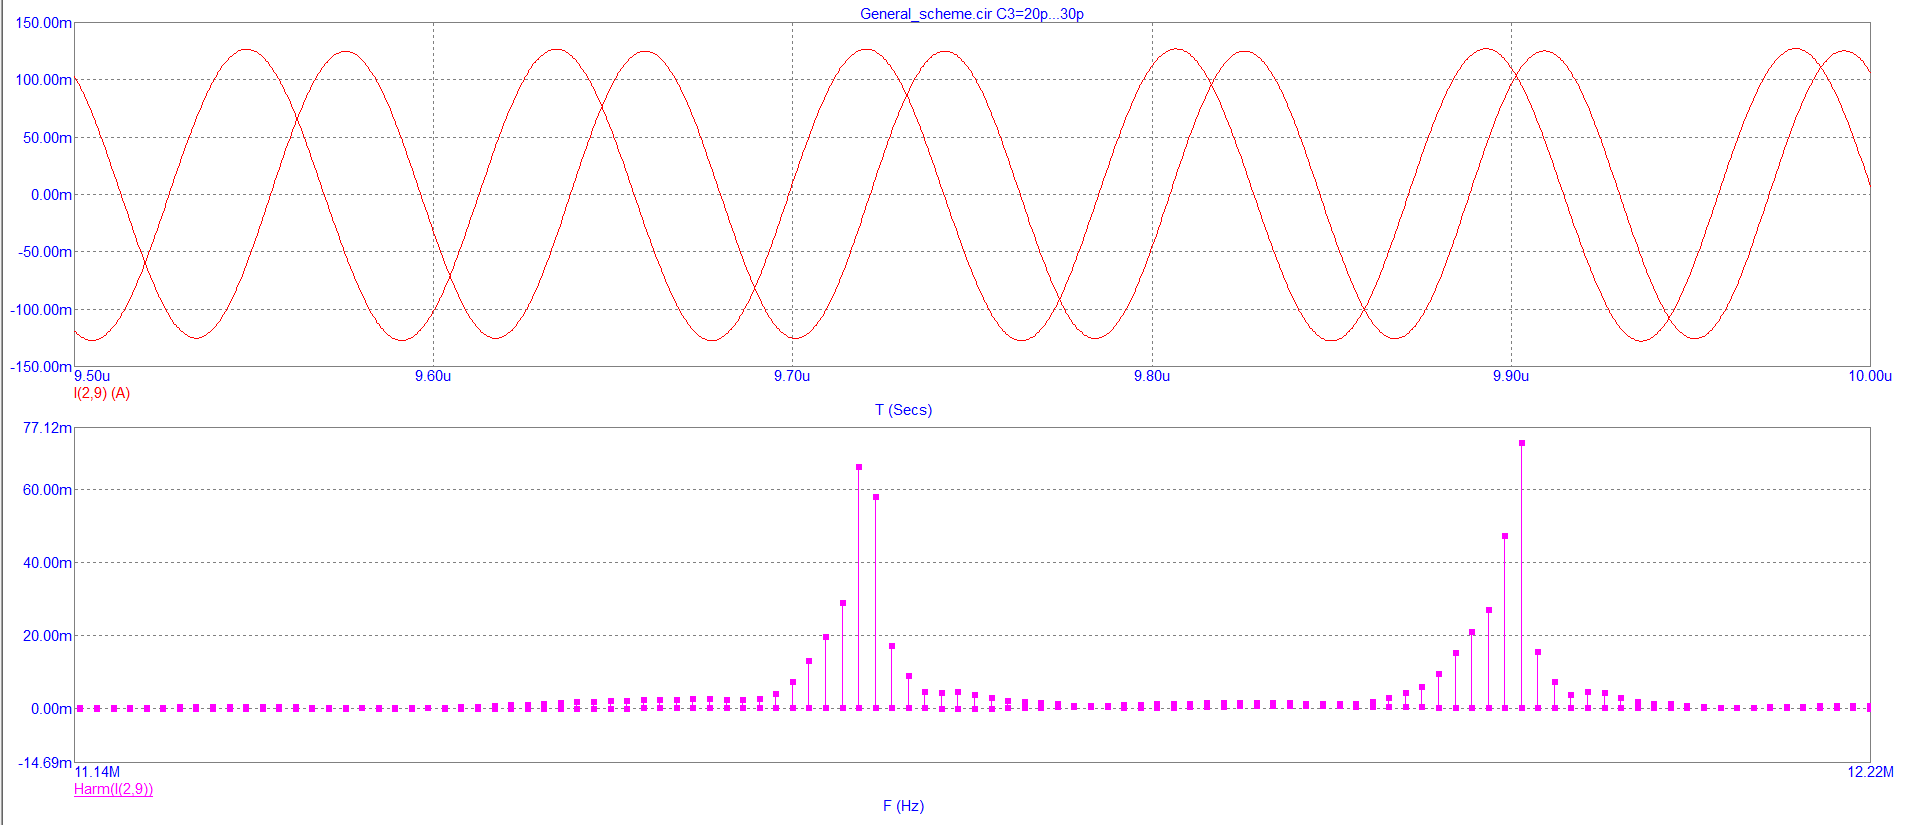 General_scheme.cir C3=20p...30p
150.00m
100.00m
50.00m
0.00m
-50.00m
-100.00m
-150.00m
9.50u 9.60u 9.70u 9.80u 9.90u 10.00u
I(2,9) (A)
T (Secs)
77.12m
60.00m
40.00m
20.00m
0.00m
-14.69m
11.14M 12.22M
Harm(I(2,9))
F (Hz)